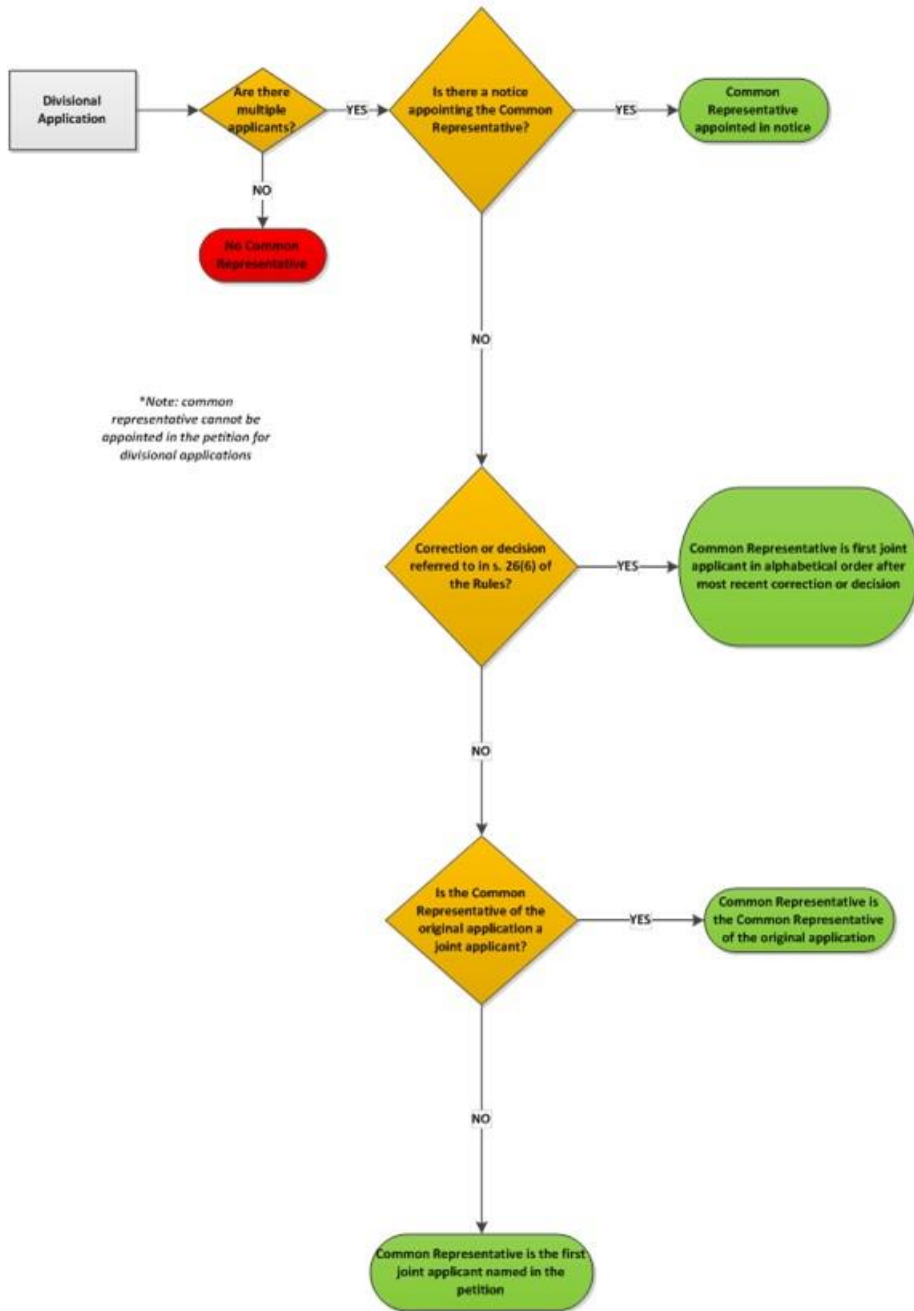 Divisional
Application
Are there
multiple
applicants?
YES
Is there a notice
appointing the Common
Representative?
YES
Common
Representative
appointed in notice
NO
No Common
Representative
NO
*Note: common
representative cannot be
appointed in the petition for
divisional applications
Correction or decision
referred to in s. 26(6) of
the Rules?
YES
Common Representative is first joint
applicant in alphabetical order after
most recent correction or decision
NO
Is the Common
Representative of the
original application a
joint applicant?
YES
Common Representative is
the Common Representative
of the original application
NO
Common Representative is the first
joint applicant named in the
petition